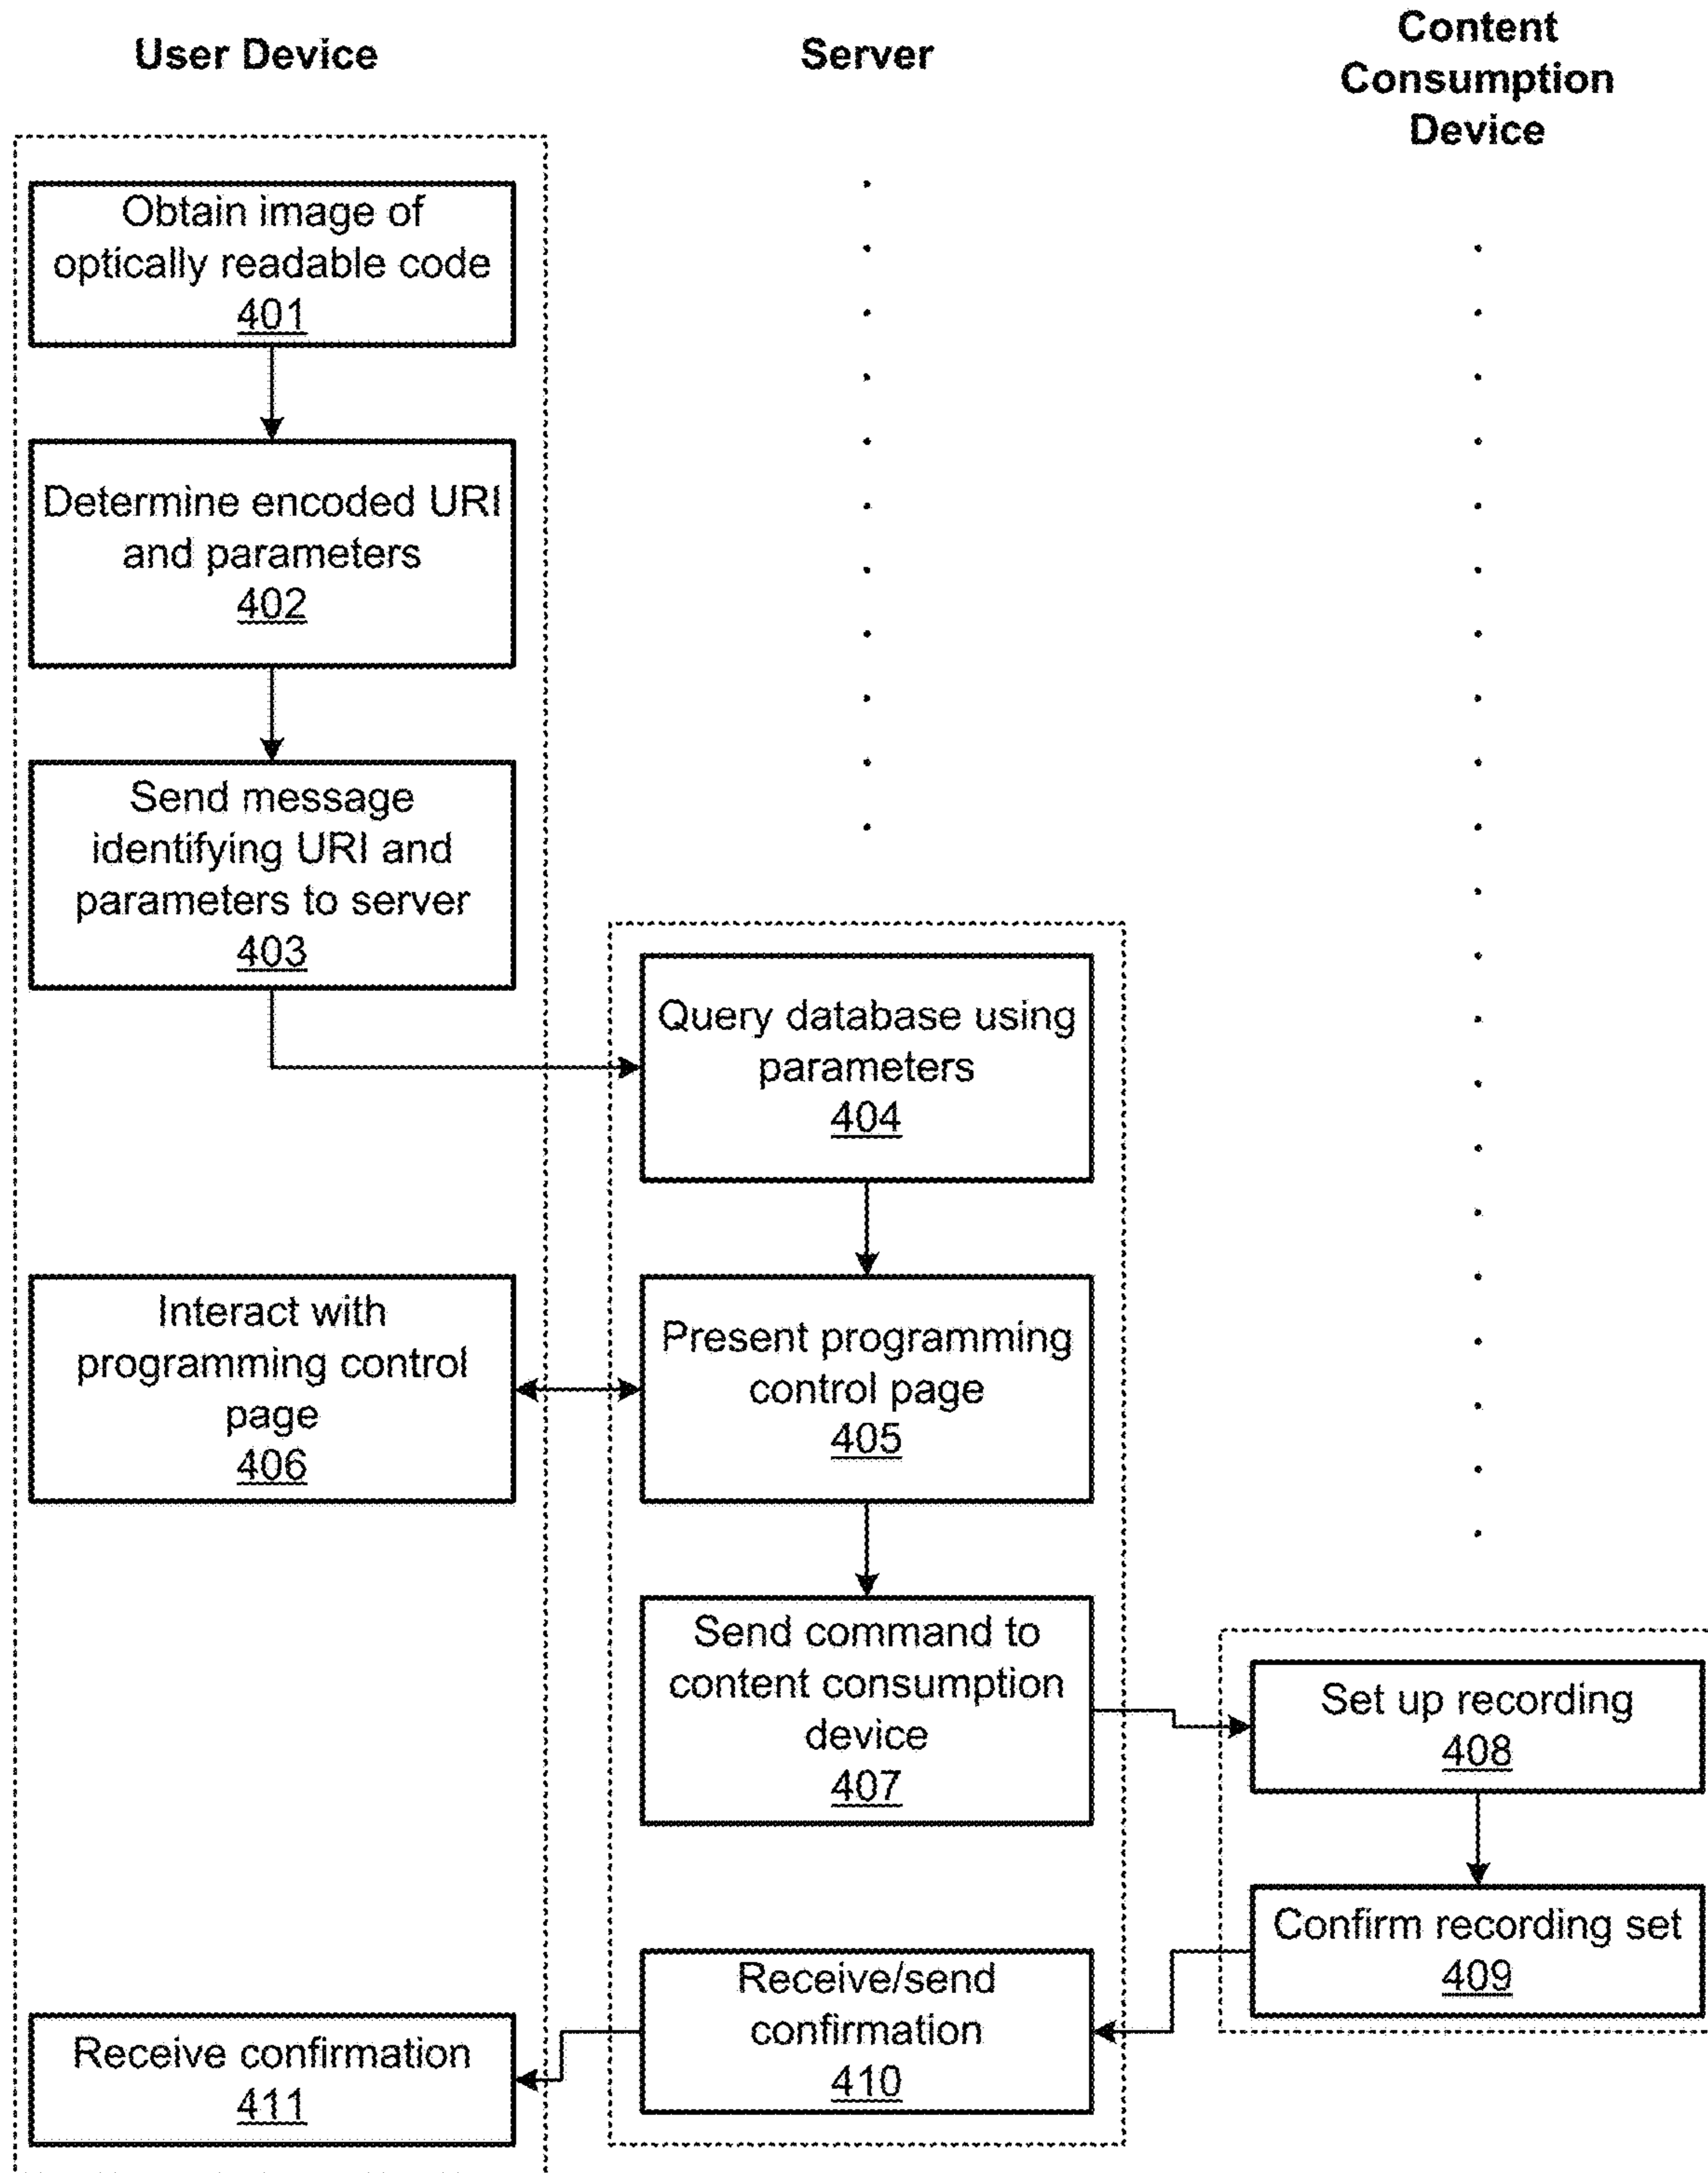 User Device
Server
Content
Consumption
Device
Obtain image of
optically readable code
401
Determine encoded URI
and parameters
402
Send message
identifying URI and
parameters to server
403
Query database using
parameters
404
Interact with
programming control
page
406
Present programming
control page
405
Send command to
content consumption
device
407
Set up recording
408
Confirm recording set
409
Receive/send
confirmation
410
Receive confirmation
411